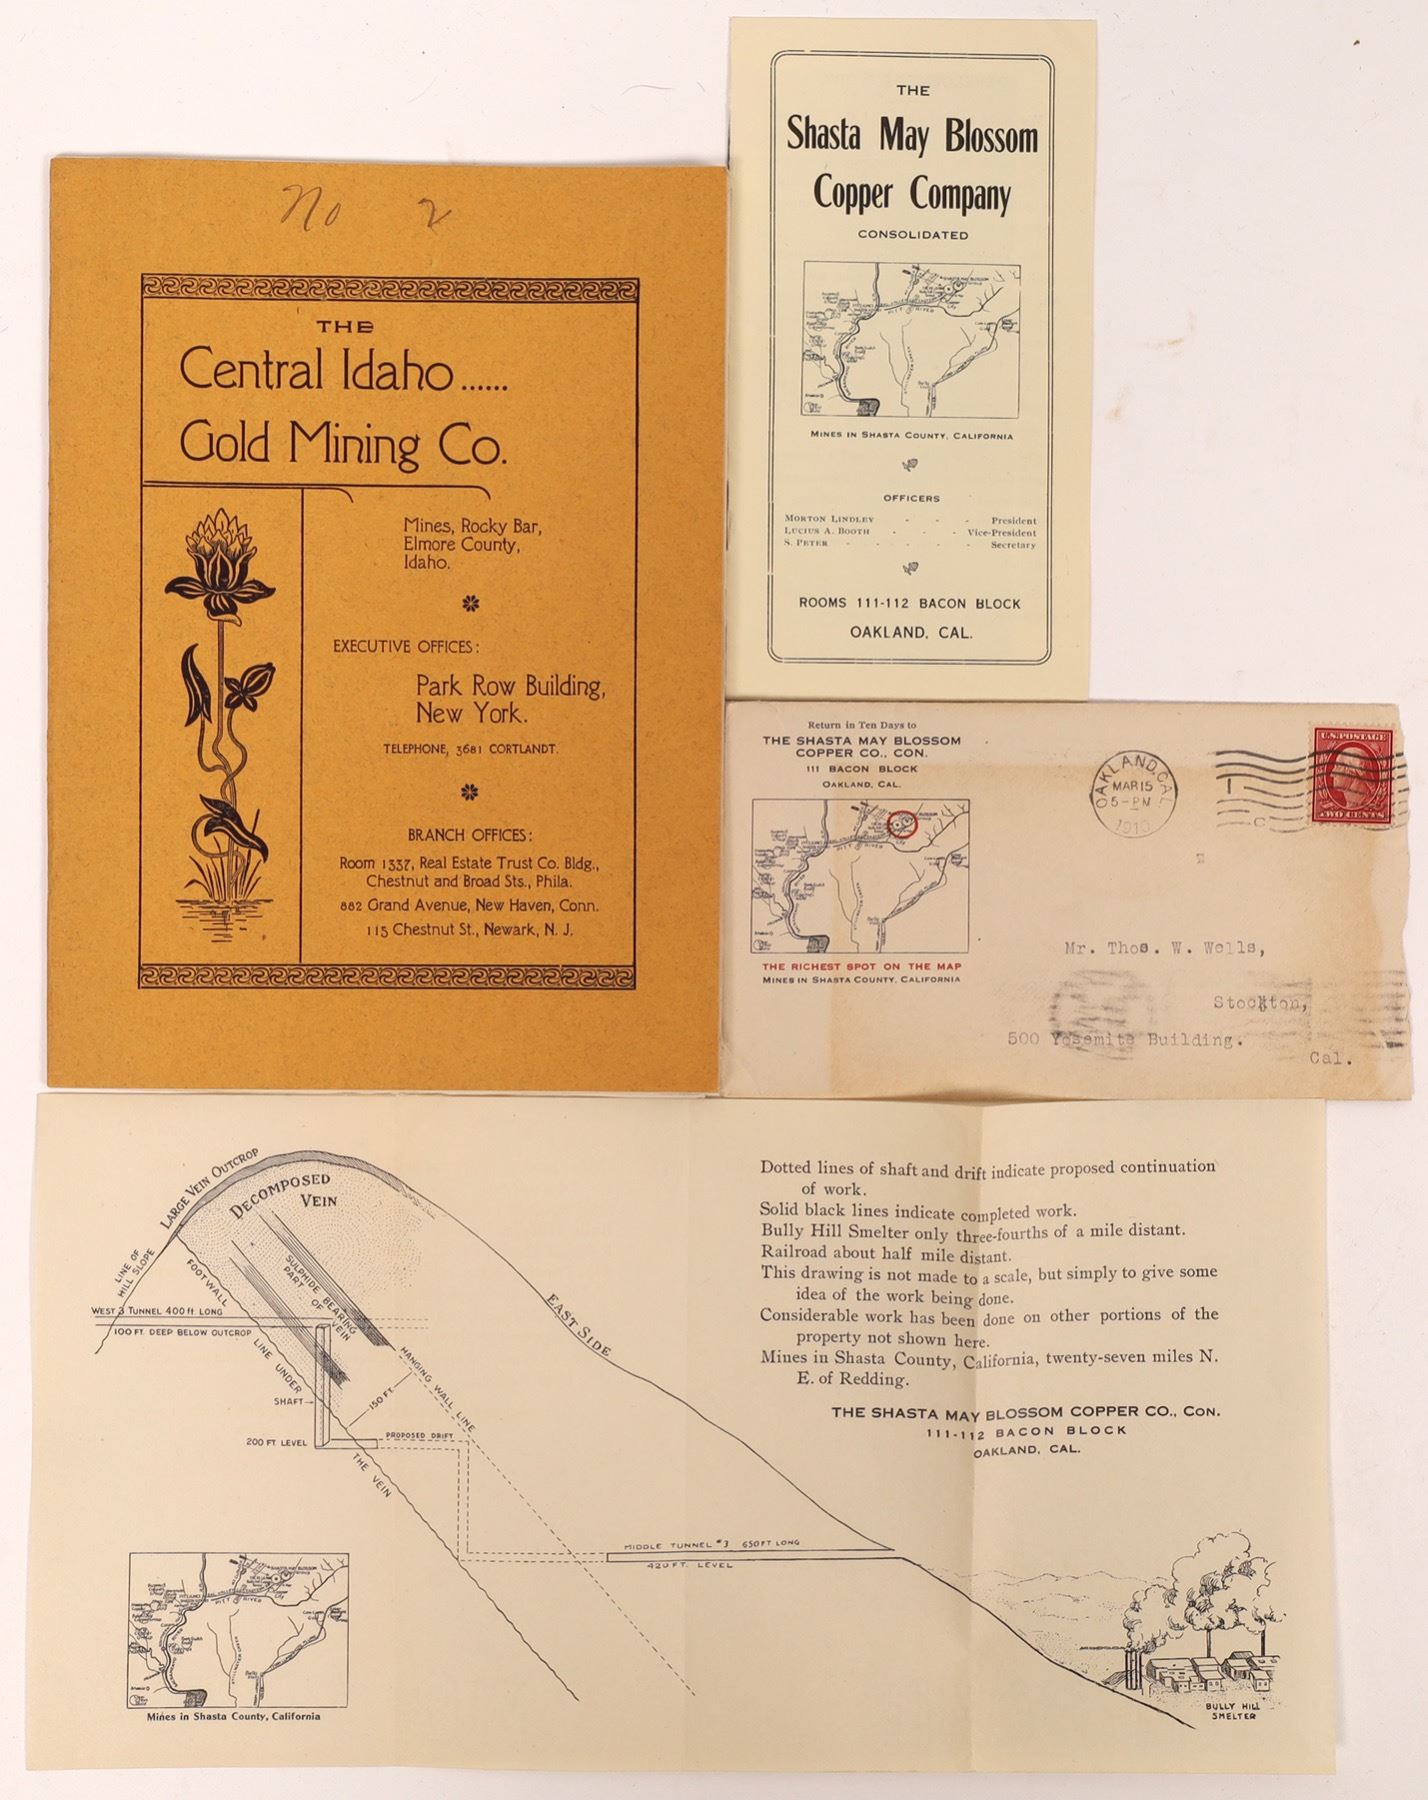 No 2
THE
Central Idaho......
Gold Mining Co.
Mines, Rocky Bar,
Elmore County,
Idaho.
EXECUTIVE OFFICES:
Park Row Building,
New York.
TELEPHONE, 3681 CORTLANDT.
BRANCH OFFICES:
Room 1337, Real Estate Trust Co. Bldg.,
Chestnut and Broad Sts., Phila.
882 Grand Avenue, New Haven, Conn.
115 Chestnut St., Newark, N. J.
THE
Shasta May Blossom
Copper Company
CONSOLIDATED
PITT RIVER
MINES IN SHASTA COUNTY, CALIFORNIA
OFFICERS
MORTON LINDLEY - - - President
LUCIUS A. BOOTH - - - Vice-President
S. PETER - - - - - Secretary
ROOMS 111-112 BACON BLOCK
OAKLAND, CAL.
Return in Ten Days to
THE SHASTA MAY BLOSSOM
COPPER CO., CON.
111 BACON BLOCK
OAKLAND, CAL.
PITT RIVER
THE RICHEST SPOT ON THE MAP
MINES IN SHASTA COUNTY, CALIFORNIA
OAKLAND, CAL.
MAR 15
5-PM
1910
U.S. POSTAGE
TWO CENTS
Mr. Thos. W. Wells,
Stockton,
500 Yosemite Building.
Cal.
LARGE VEIN OUTCROP
DECOMPOSED
VEIN
LINE OF
HILL SLOPE
FOOT WALL
SULPHIDE BEARING
PART OF
VEIN
WEST 3 TUNNEL 400 ft LONG
100 FT. DEEP BELOW OUTCROP
LINE UNDER
EAST SIDE
HANGING WALL LINE
SHAFT
150 FT.
PROPOSED DRIFT
200 FT LEVEL
THE VEIN
MIDDLE TUNNEL #3 650 FT LONG
420 FT. LEVEL
PITT RIVER
Mines in Shasta County, California
Dotted lines of shaft and drift indicate proposed continuation
of work.
Solid black lines indicate completed work.
Bully Hill Smelter only three-fourths of a mile distant.
Railroad about half mile distant.
This drawing is not made to a scale, but simply to give some
idea of the work being done.
Considerable work has been done on other portions of the
property not shown here.
Mines in Shasta County, California, twenty-seven miles N.
E. of Redding.
THE SHASTA MAY BLOSSOM COPPER CO., CON.
111-112 BACON BLOCK
OAKLAND, CAL.
BULLY HILL
SMELTER